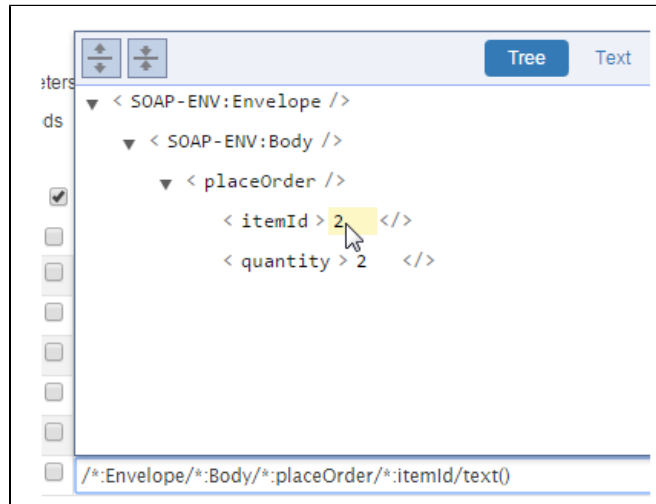 Tree Text
eters
< SOAP-ENV:Envelope />
ds
< SOAP-ENV:Body />
< placeOrder />
< itemId > 2 </>
< quantity > 2 </>
/*:Envelope/*:Body/*:placeOrder/*:itemId/text()